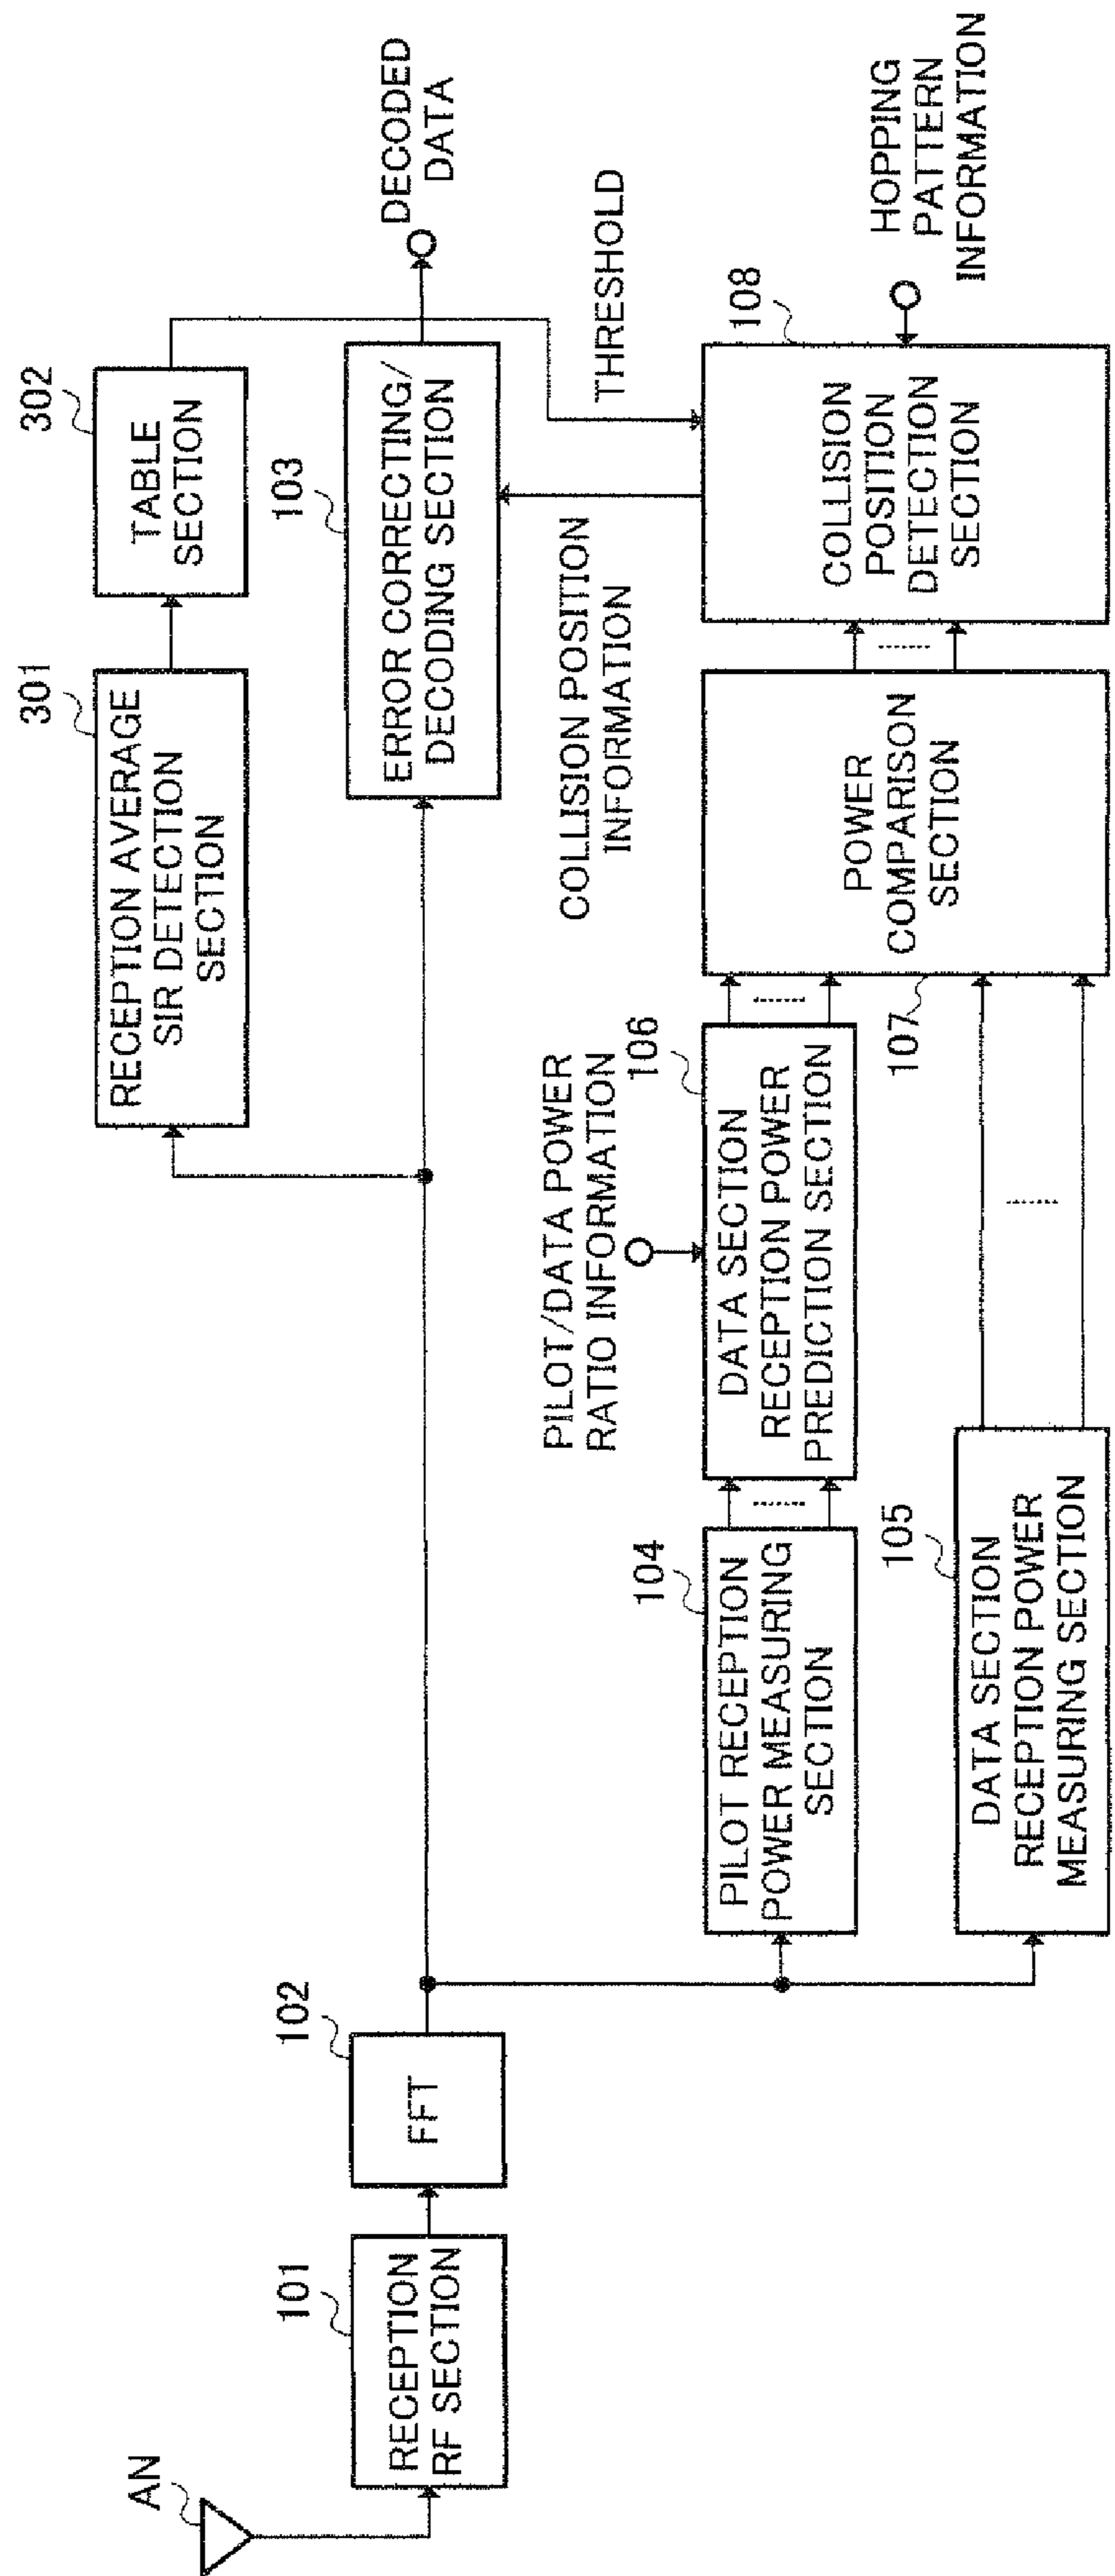 AN
101
RECEPTION
RF SECTION
102
FFT
301
RECEPTION AVERAGE
SIR DETECTION
SECTION
302
TABLE
SECTION
103
ERROR CORRECTING/
DECODING SECTION
DECODED
DATA
THRESHOLD
COLLISION POSITION
INFORMATION
PILOT/DATA POWER
RATIO INFORMATION
104
PILOT RECEPTION
POWER MEASURING
SECTION
106
DATA SECTION
RECEPTION POWER
PREDICTION SECTION
105
DATA SECTION
RECEPTION POWER
MEASURING SECTION
107
POWER
COMPARISON
SECTION
108
COLLISION
POSITION
DETECTION
SECTION
HOPPING
PATTERN
INFORMATION